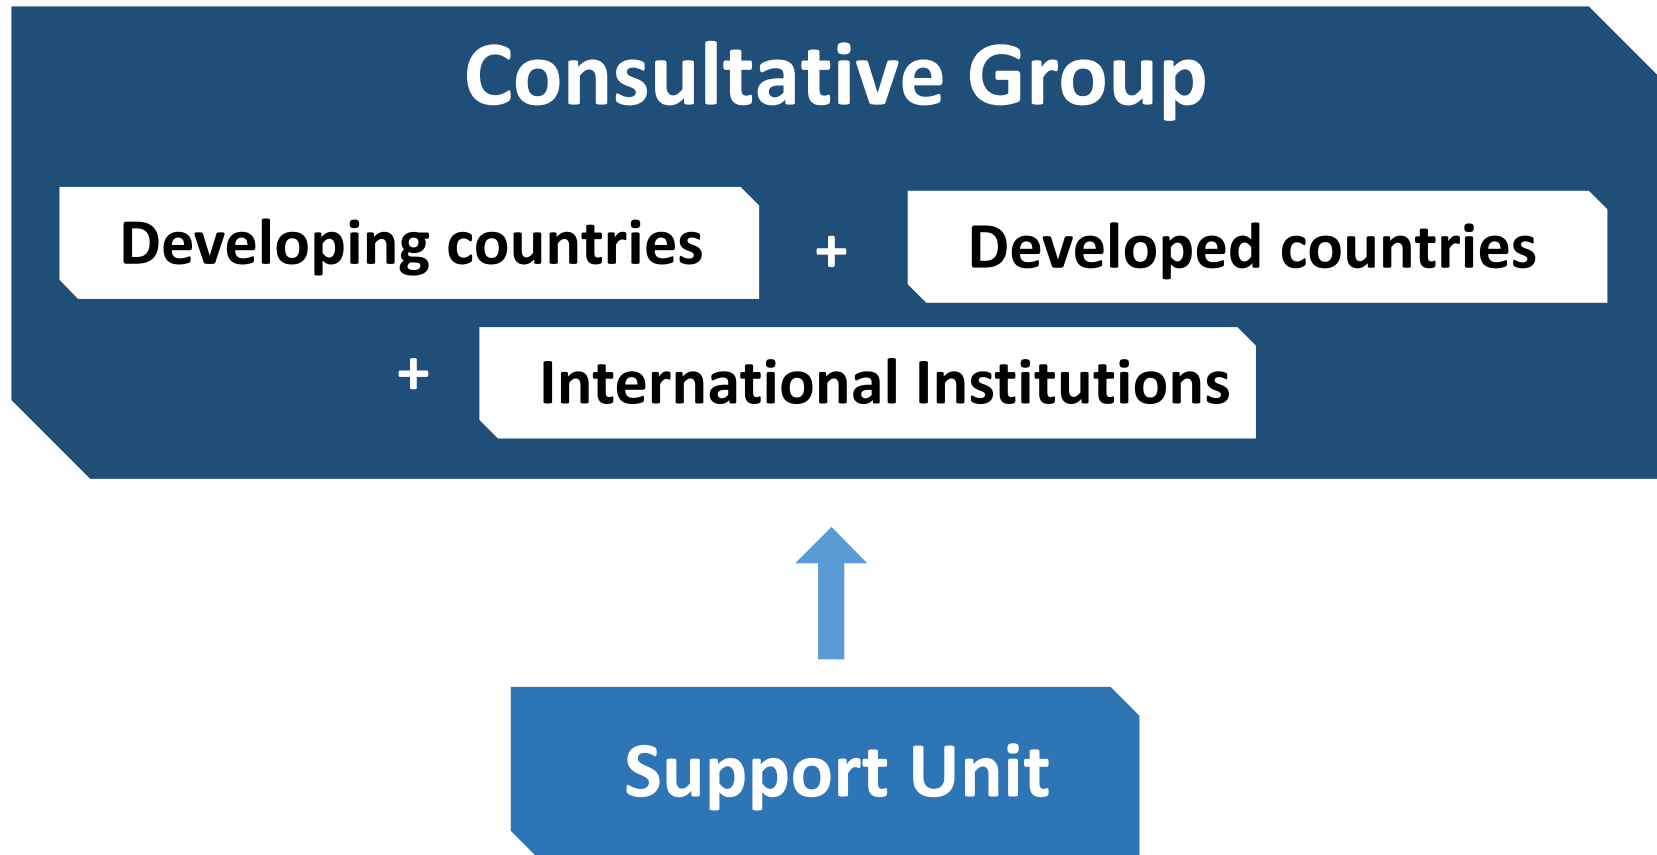 Consultative Group
Developing countries + Developed countries
+ International Institutions
Support Unit